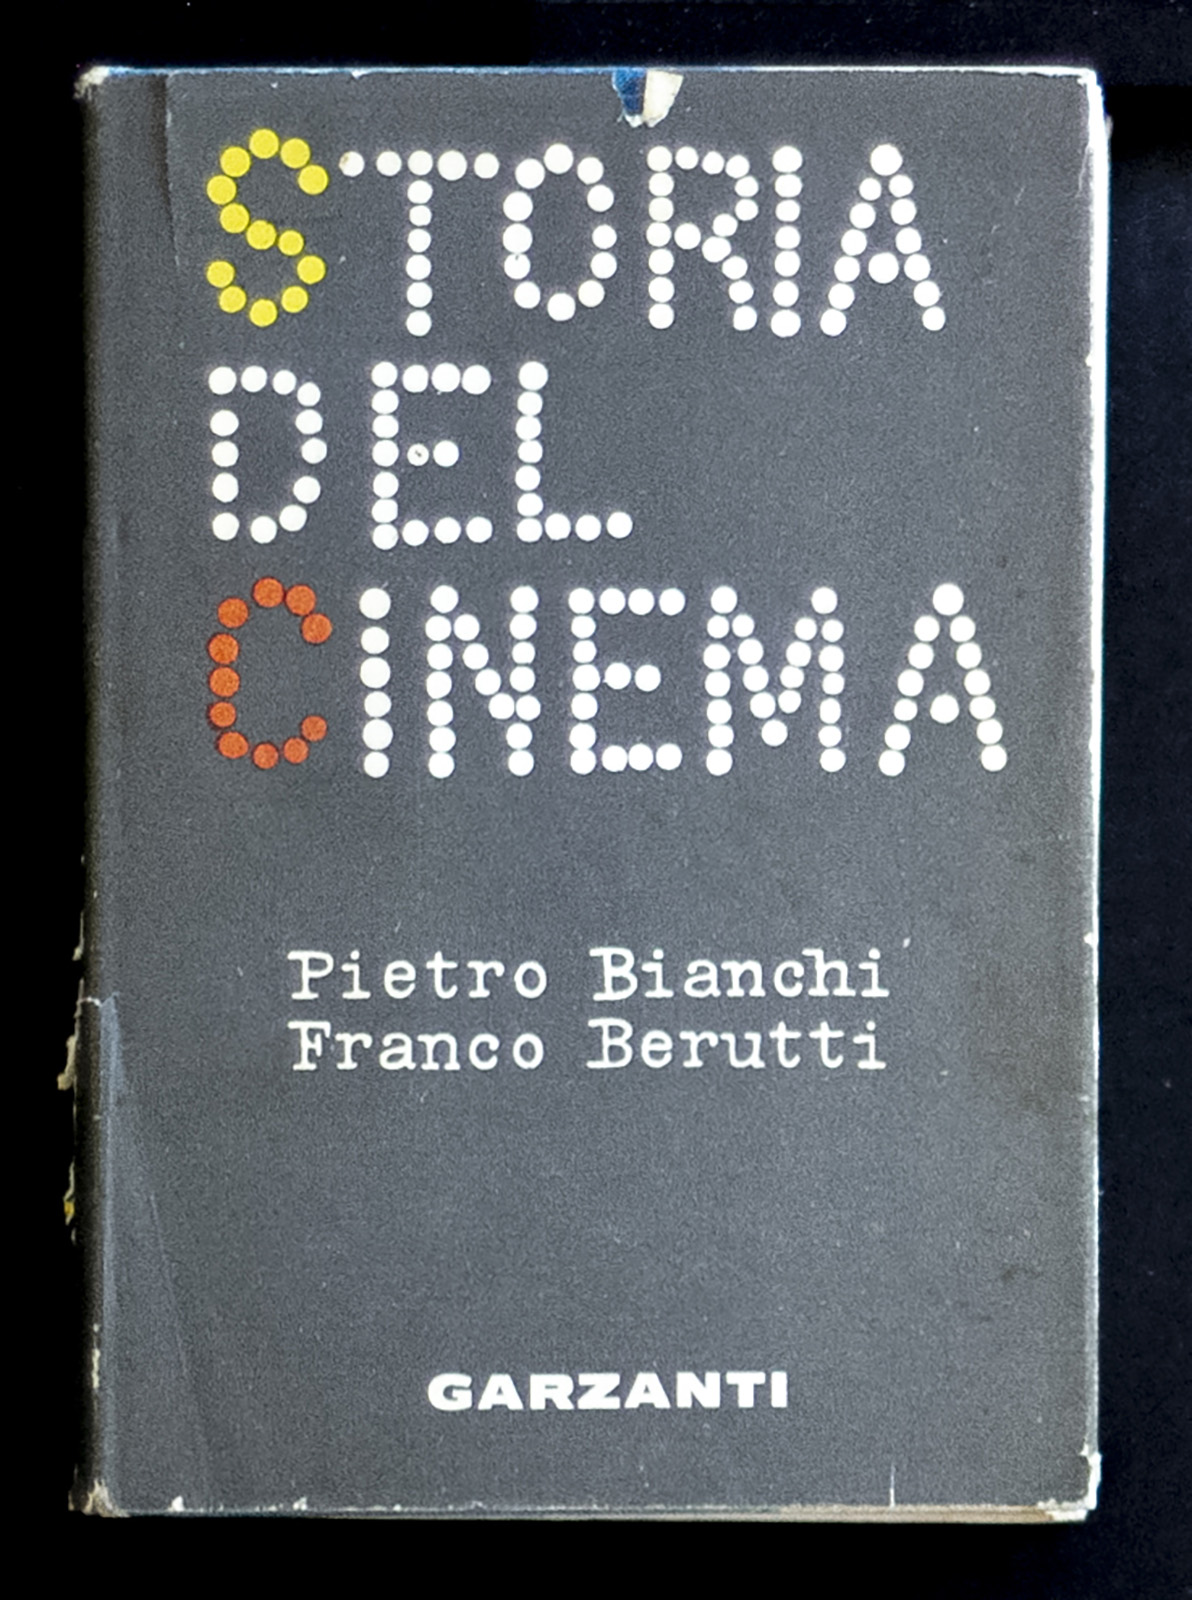 STORIA
DEL
CINEMA
Pietro Bianchi
Franco Berutti
GARZANTI